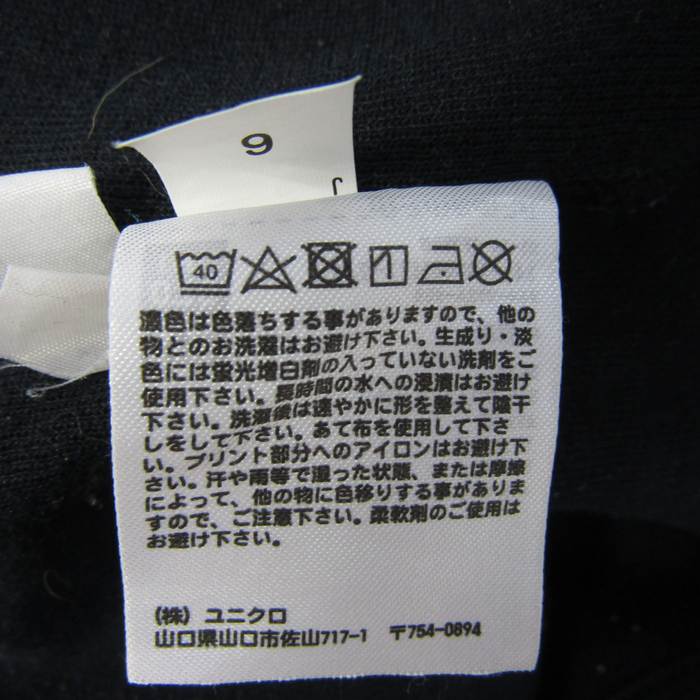 9
J
40
濃色は色落ちする事がありますので、他の
物とのお洗濯はお避け下さい。生成り・淡
色には蛍光増白剤の入っていない洗剤をご
使用下さい。長時間の水への浸漬はお避け
下さい。洗濯後は速やかに形を整えて陰干
しをして下さい。あて布を使用して下さ
い。プリント部分へのアイロンはお避け下
さい。汗や雨等で湿った状態、または摩擦
によって、他の物に色移りする事がありま
すので、ご注意下さい。柔軟剤のご使用は
お避け下さい。
(株) ユニクロ
山口県山口市佐山717-1 〒754-0894